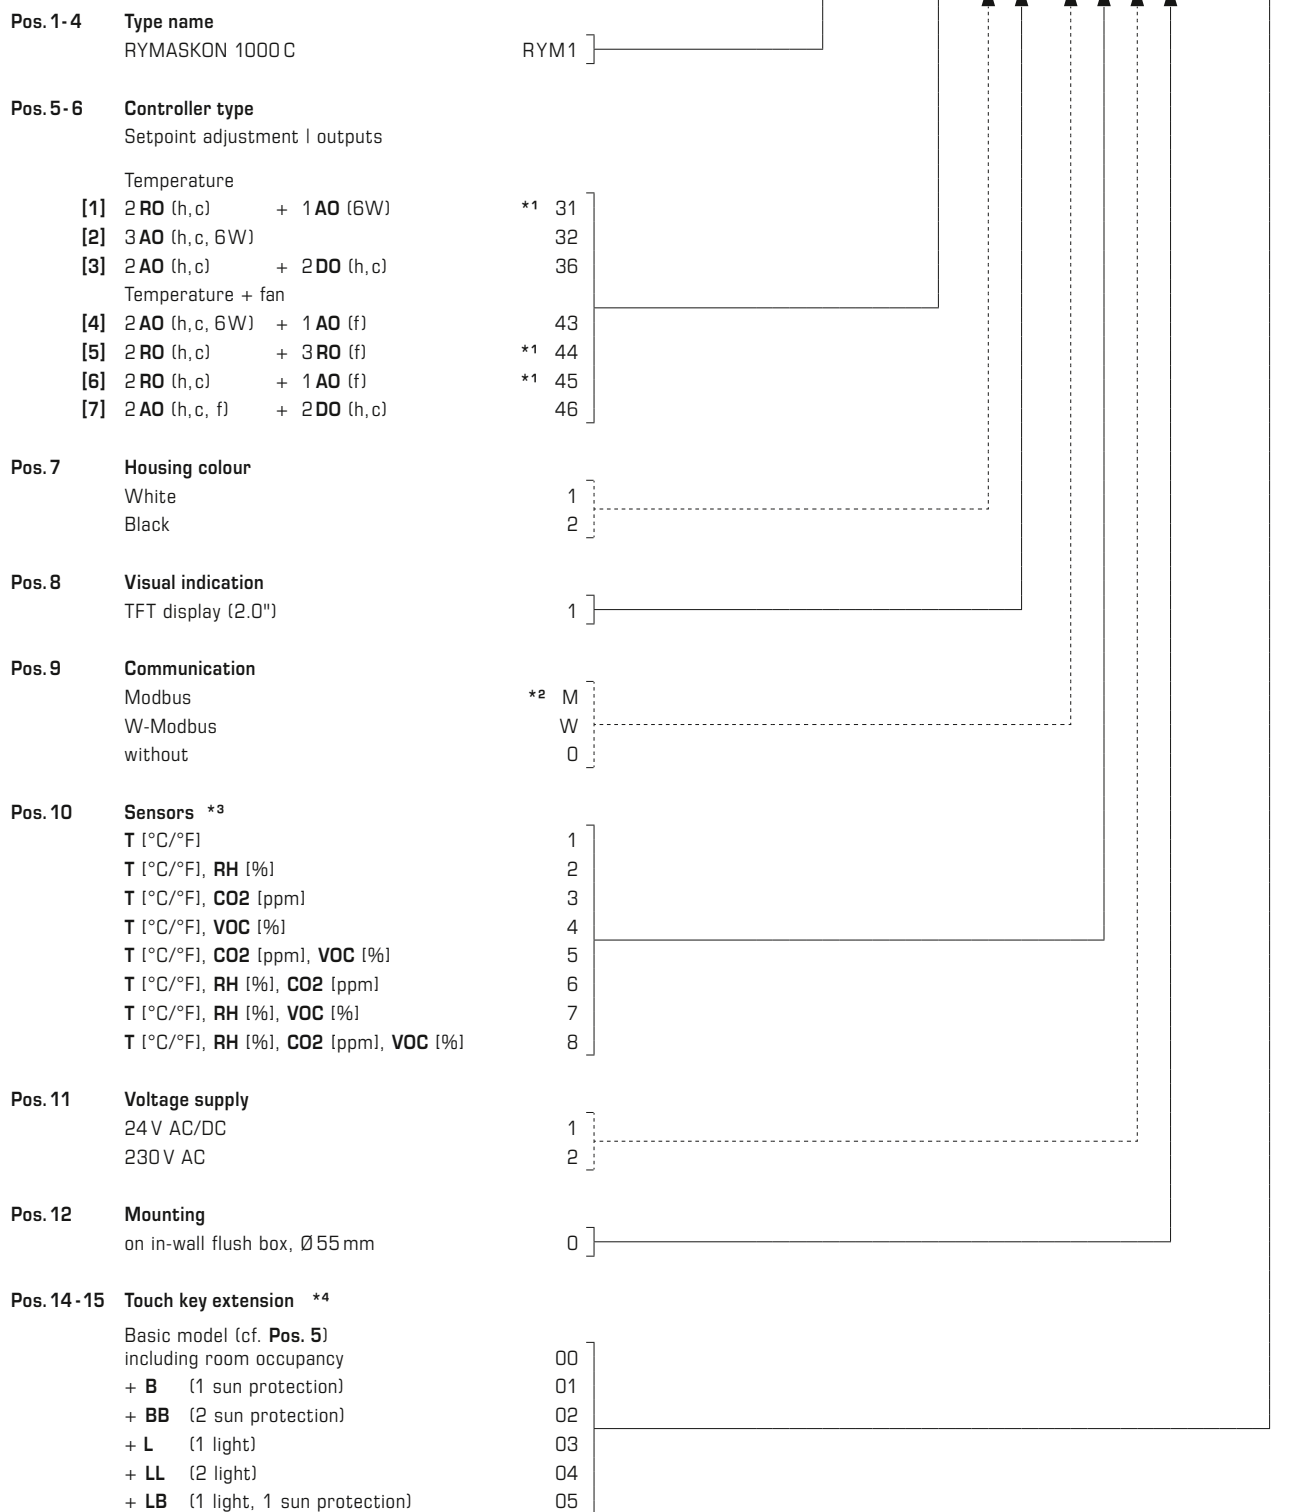 Pos. 1-4 Type name
RYMASKON 1000 C RYM1
Pos. 5-6 Controller type
Setpoint adjustment | outputs
Temperature
[1] 2 RO (h,c) + 1 AO (6W) *1 31
[2] 3 AO (h,c, 6W) 32
[3] 2 AO (h,c) + 2 DO (h,c) 36
Temperature + fan
[4] 2 AO (h,c, 6W) + 1 AO (f) 43
[5] 2 RO (h,c) + 3 RO (f) *1 44
[6] 2 RO (h,c) + 1 AO (f) *1 45
[7] 2 AO (h,c, f) + 2 DO (h,c) 46
Pos. 7 Housing colour
White 1
Black 2
Pos. 8 Visual indication
TFT display (2.0") 1
Pos. 9 Communication
Modbus *2 M
W-Modbus W
without 0
Pos. 10 Sensors *3
T [°C/°F] 1
T [°C/°F], RH [%] 2
T [°C/°F], CO2 [ppm] 3
T [°C/°F], VOC [%] 4
T [°C/°F], CO2 [ppm], VOC [%] 5
T [°C/°F], RH [%], CO2 [ppm] 6
T [°C/°F], RH [%], VOC [%] 7
T [°C/°F], RH [%], CO2 [ppm], VOC [%] 8
Pos. 11 Voltage supply
24 V AC/DC 1
230 V AC 2
Pos. 12 Mounting
on in-wall flush box, Ø 55 mm 0
Pos. 14-15 Touch key extension *4
Basic model (cf. Pos. 5)
including room occupancy 00
+ B (1 sun protection) 01
+ BB (2 sun protection) 02
+ L (1 light) 03
+ LL (2 light) 04
+ LB (1 light, 1 sun protection) 05